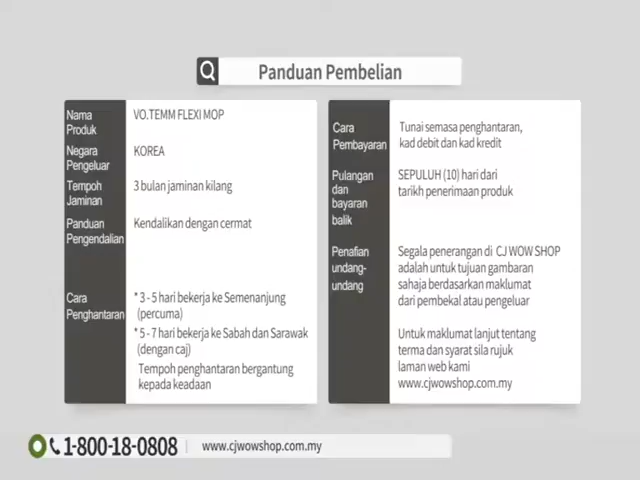 Panduan Pembelian
Nama
Produk
VO.TEMM FLEXI MOP
Negara
Pengeluar
KOREA
Tempoh
Jaminan
3 bulan jaminan kilang
Panduan
Pengendalian
Kendalikan dengan cermat
Cara
Penghantaran
* 3 - 5 hari bekerja ke Semenanjung
(percuma)
* 5 - 7 hari bekerja ke Sabah dan Sarawak
(dengan caj)
Tempoh penghantaran bergantung
kepada keadaan
Cara
Pembayaran
Tunai semasa penghantaran,
kad debit dan kad kredit
Pulangan
dan
bayaran
balik
SEPULUH (10) hari dari
tarikh penerimaan produk
Penafian
undang-
undang
Segala penerangan di CJ WOW SHOP
adalah untuk tujuan gambaran
sahaja berdasarkan maklumat
dari pembekal atau pengeluar
Untuk maklumat lanjut tentang
terma dan syarat sila rujuk
laman web kami
www.cjwowshop.com.my
1-800-18-0808
www.cjwowshop.com.my